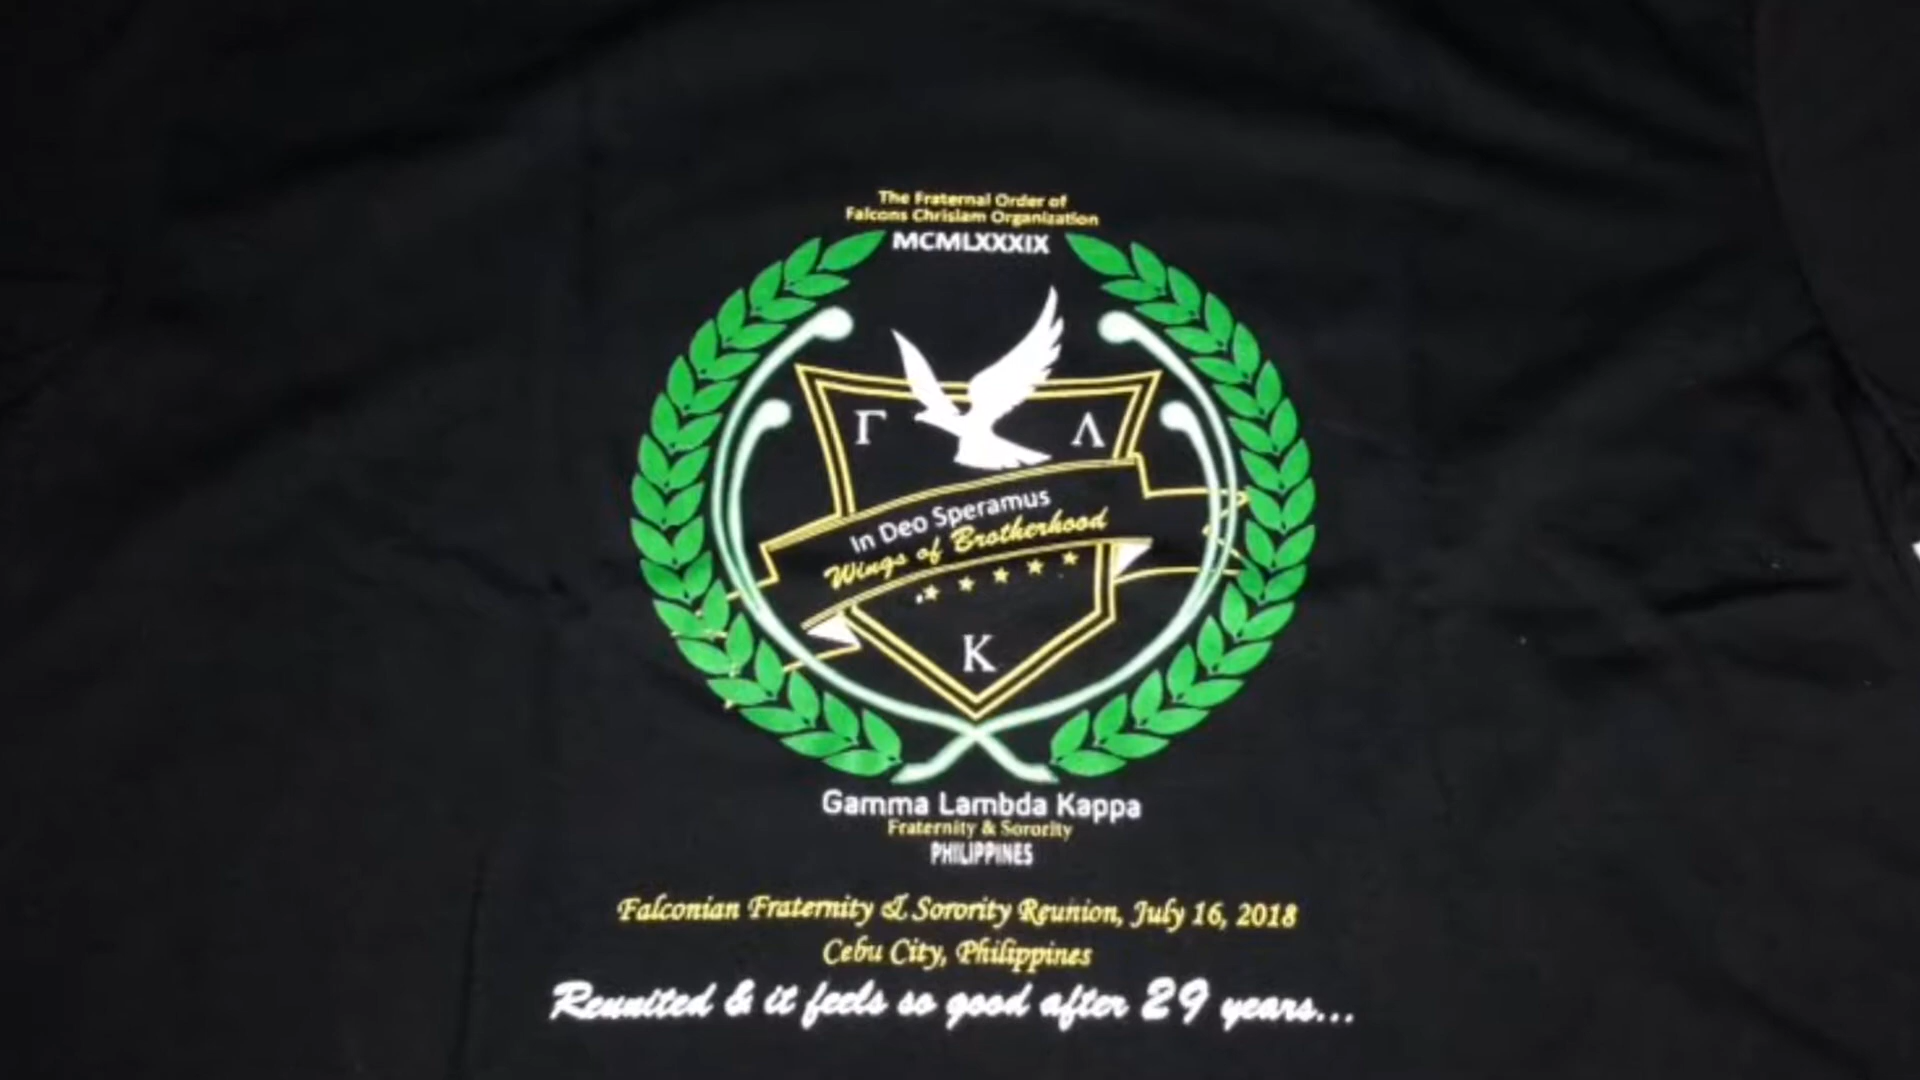 The Fraternal Order of
Falcons Chrislam Organization
MCMLXXXIX
Γ Λ
In Deo Speramus
Wings of Brotherhood
K
Gamma Lambda Kappa
Fraternity & Sorority
PHILIPPINES
Falconian Fraternity & Sorority Reunion, July 16, 2018
Cebu City, Philippines
Reunited & it feels so good after 29 years...